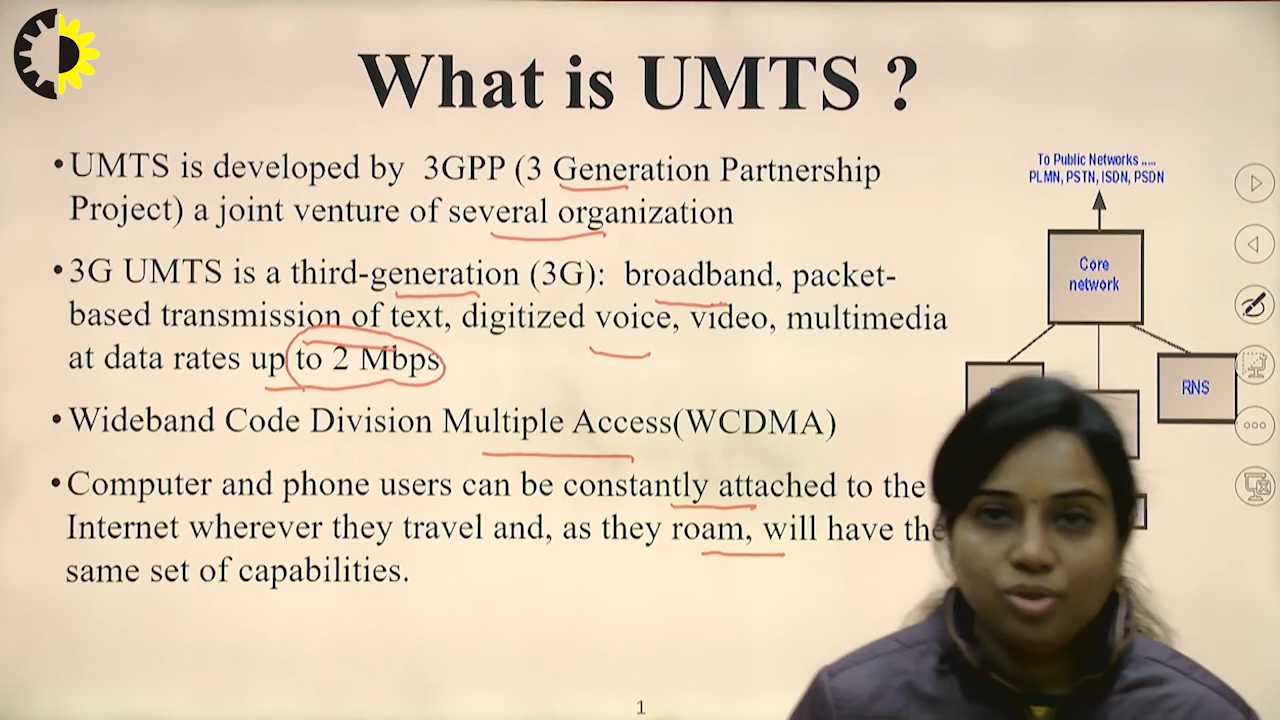 What is UMTS ?
•UMTS is developed by 3GPP (3 Generation Partnership
Project) a joint venture of several organization
•3G UMTS is a third-generation (3G): broadband, packet-
based transmission of text, digitized voice, video, multimedia
at data rates up to 2 Mbps
•Wideband Code Division Multiple Access(WCDMA)
•Computer and phone users can be constantly attached to the
Internet wherever they travel and, as they roam, will have the
same set of capabilities.
To Public Networks .....
PLMN, PSTN, ISDN, PSDN
Core
network
RNS
1